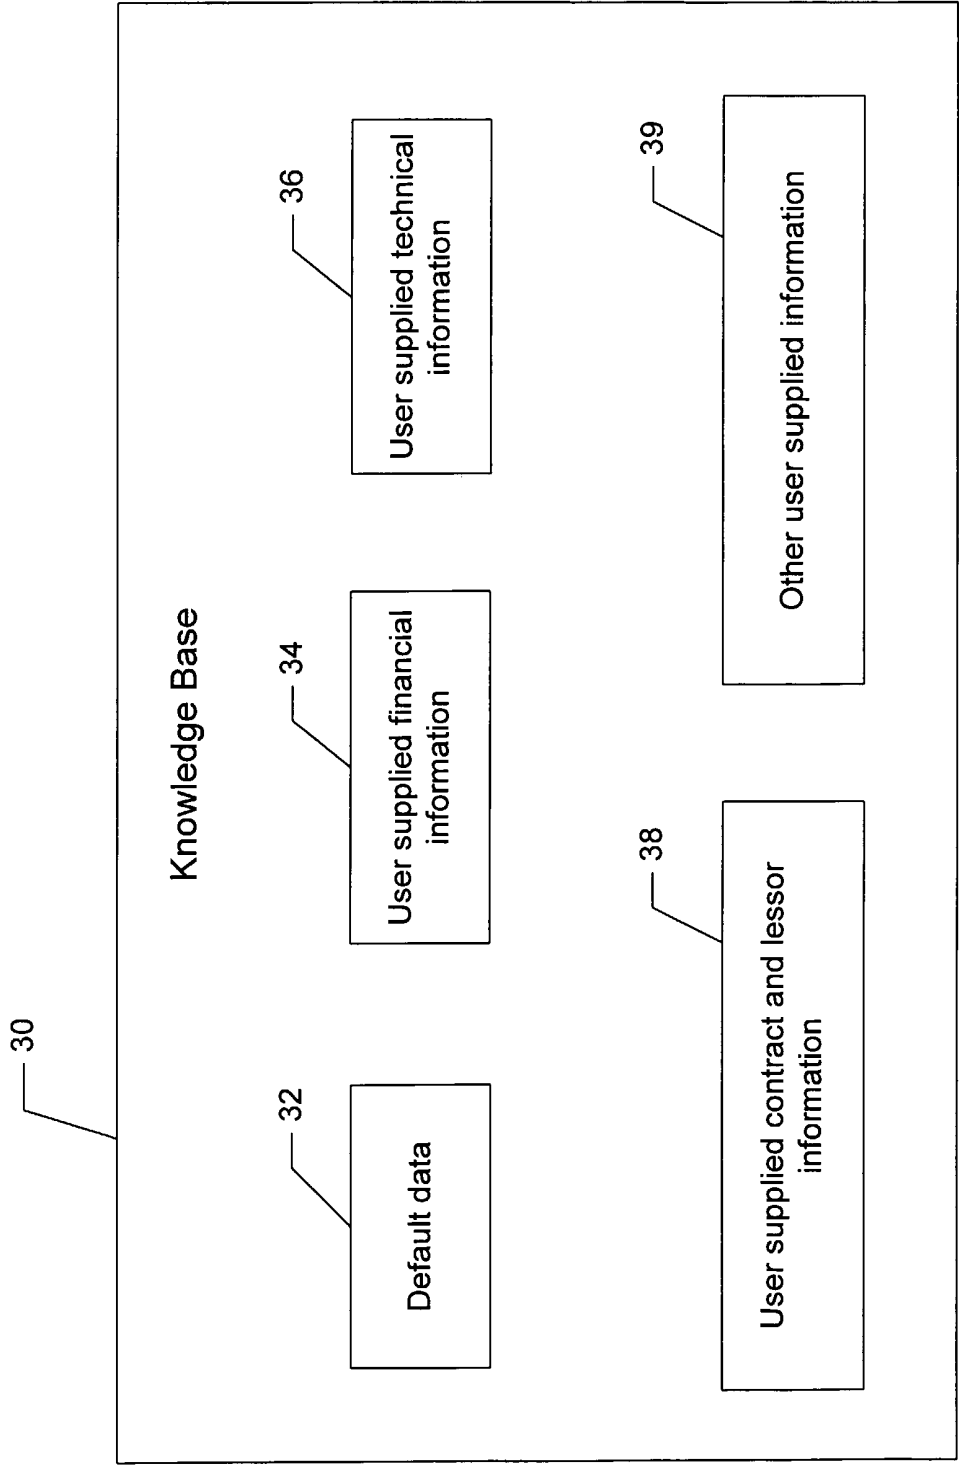 30
Knowledge Base
32
34
36
Default data
User supplied financial
information
User supplied technical
information
38
39
User supplied contract and lessor
information
Other user supplied information